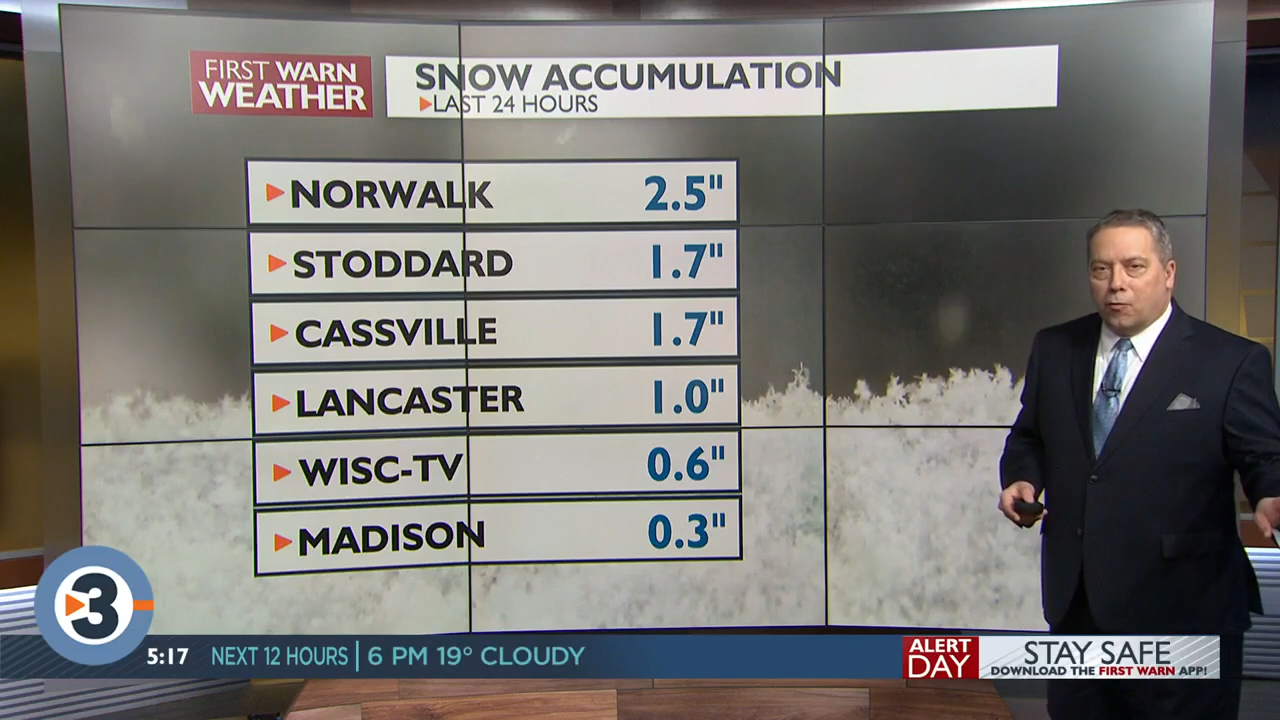 FIRST WARN
WEATHER
SNOW ACCUMULATION
LAST 24 HOURS
NORWALK 2.5"
STODDARD 1.7"
CASSVILLE 1.7"
LANCASTER 1.0"
WISC-TV 0.6"
MADISON 0.3"
3
5:17 NEXT 12 HOURS | 6 PM 19° CLOUDY
ALERT
DAY
STAY SAFE
DOWNLOAD THE FIRST WARN APP!